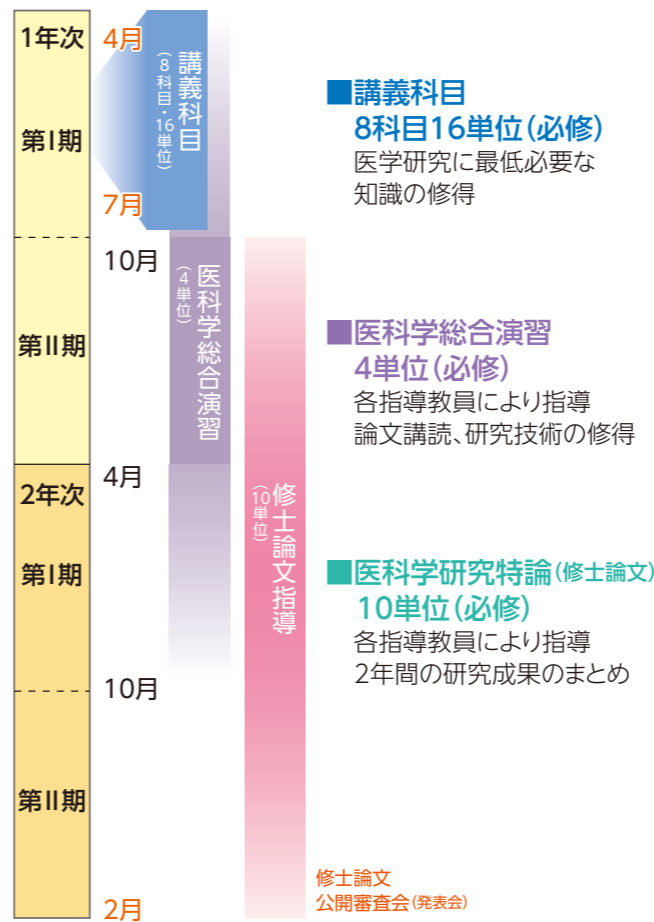 1年次
第Ⅰ期
第Ⅱ期
2年次
第Ⅰ期
第Ⅱ期
4月
7月
10月
4月
10月
2月
講義科目
(8科目・16単位)
医科学総合演習
(4単位)
修士論文指導
(10単位)
■講義科目
8科目16単位(必修)
医学研究に最低必要な
知識の修得
■医科学総合演習
4単位(必修)
各指導教員により指導
論文講読、研究技術の修得
■医科学研究特論(修士論文)
10単位(必修)
各指導教員により指導
2年間の研究成果のまとめ
修士論文
公開審査会(発表会)